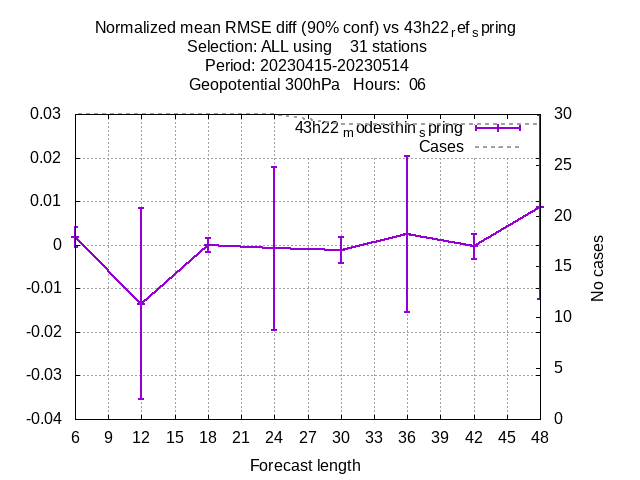 Normalized mean RMSE diff (90% conf) vs 43h22refspring
Selection: ALL using 31 stations
Period: 20230415-20230514
Geopotential 300hPa Hours: 06
43h22modesthinspring
Cases
0.03
0.02
0.01
0
-0.01
-0.02
-0.03
-0.04
30
25
20
15
10
5
0
No cases
6 9 12 15 18 21 24 27 30 33 36 39 42 45 48
Forecast length